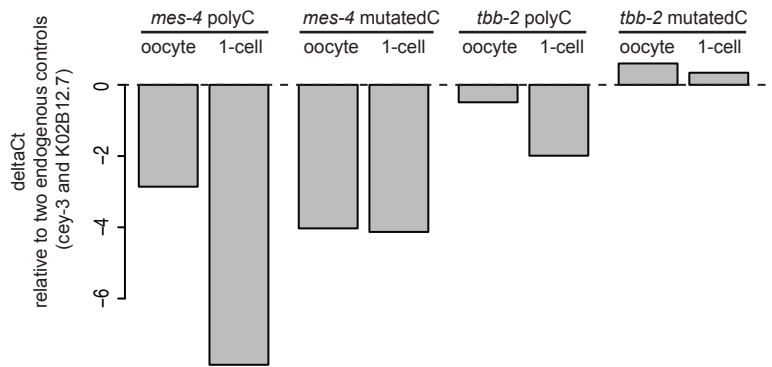 mes-4 polyC mes-4 mutatedC tbb-2 polyC tbb-2 mutatedC
oocyte 1-cell oocyte 1-cell oocyte 1-cell oocyte 1-cell
deltaCt
relative to two endogenous controls
(cey-3 and K02B12.7)
0
−2
−4
−6